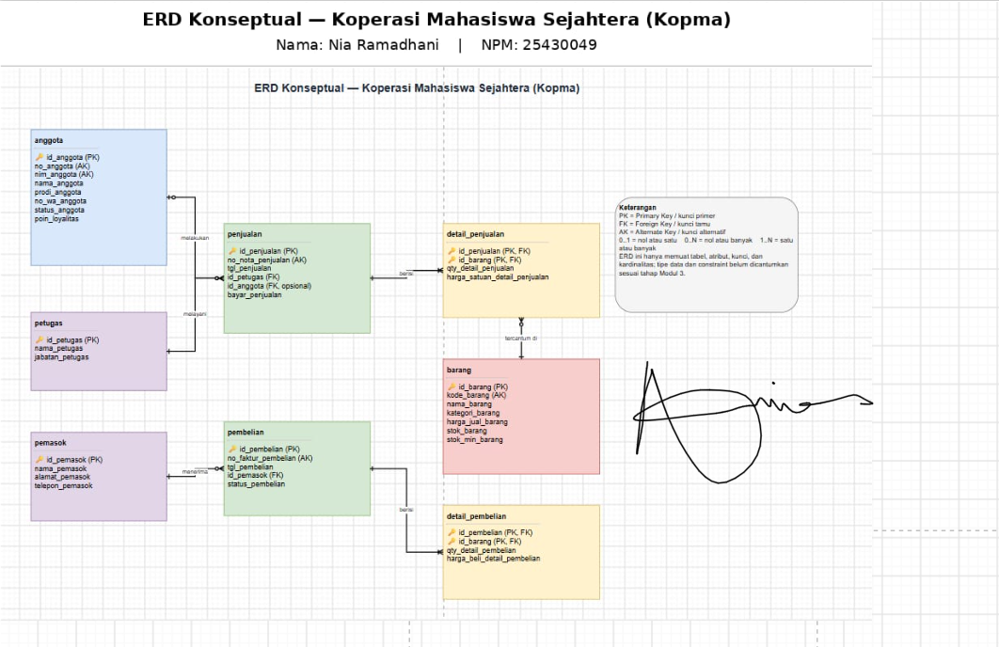 ERD Konseptual — Koperasi Mahasiswa Sejahtera (Kopma)
Nama: Nia Ramadhani | NPM: 25430049
ERD Konseptual — Koperasi Mahasiswa Sejahtera (Kopma)
anggota
🔑 id_anggota (PK)
no_anggota (AK)
nim_anggota (AK)
nama_anggota
prodi_anggota
no_wa_anggota
status_anggota
poin_loyalitas
melakukan
petugas
🔑 id_petugas (PK)
nama_petugas
jabatan_petugas
melayani
pemasok
🔑 id_pemasok (PK)
nama_pemasok
alamat_pemasok
telepon_pemasok
menerima
penjualan
🔑 id_penjualan (PK)
no_nota_penjualan (AK)
tgl_penjualan
id_petugas (FK)
id_anggota (FK, opsional)
bayar_penjualan
berisi
pembelian
🔑 id_pembelian (PK)
no_faktur_pembelian (AK)
tgl_pembelian
id_pemasok (FK)
status_pembelian
berisi
detail_penjualan
🔑 id_penjualan (PK, FK)
🔑 id_barang (PK, FK)
qty_detail_penjualan
harga_satuan_detail_penjualan
tercantum di
barang
🔑 id_barang (PK)
kode_barang (AK)
nama_barang
kategori_barang
harga_jual_barang
stok_barang
stok_min_barang
detail_pembelian
🔑 id_pembelian (PK, FK)
🔑 id_barang (PK, FK)
qty_detail_pembelian
harga_beli_detail_pembelian
Keterangan
PK = Primary Key / kunci primer
FK = Foreign Key / kunci tamu
AK = Alternate Key / kunci alternatif
0..1 = nol atau satu 0..N = nol atau banyak 1..N = satu
atau banyak
ERD ini hanya memuat tabel, atribut, kunci, dan
kardinalitas; tipe data dan constraint belum dicantumkan
sesuai tahap Modul 3.